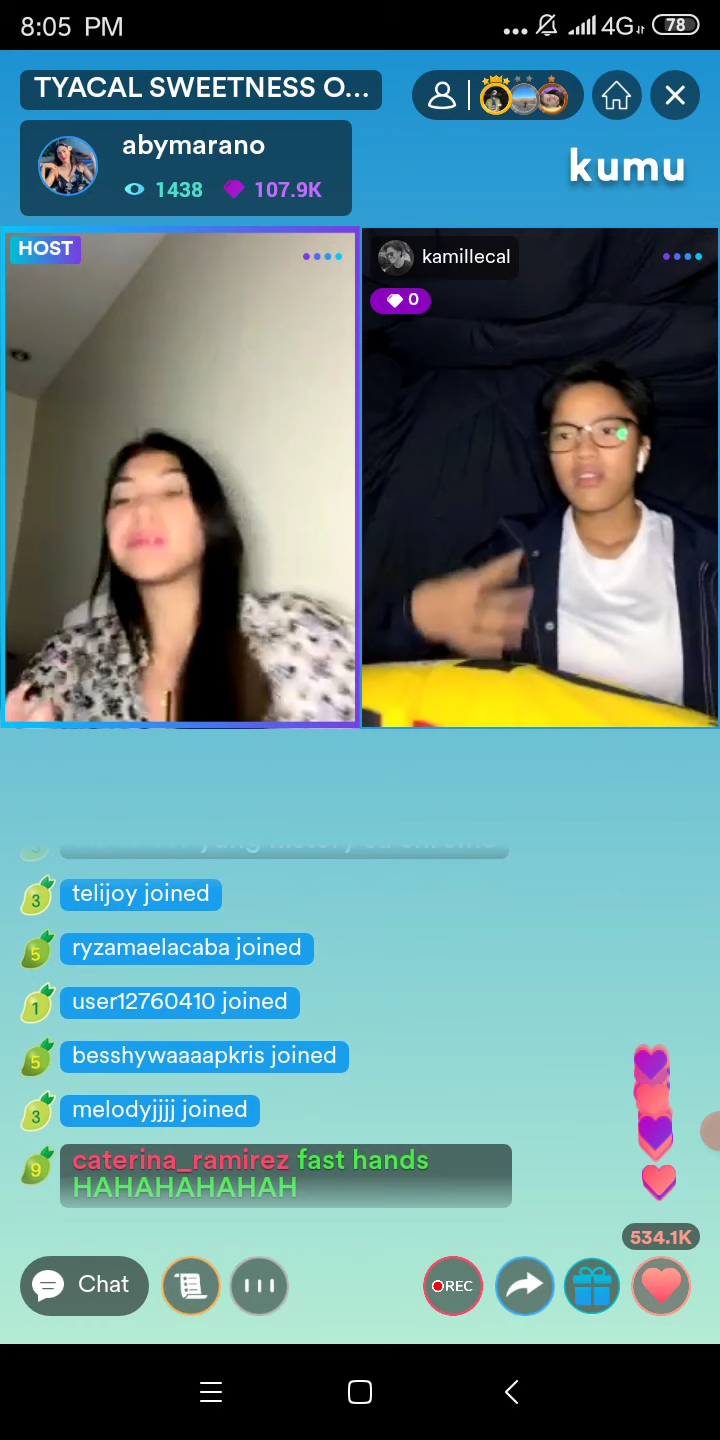 8:05 PM
4G
78
TYACAL SWEETNESS O...
abymarano
1438
107.9K
kumu
HOST
kamillecal
0
3
telijoy joined
5
ryzamaelacaba joined
1
user12760410 joined
5
besshywaaaapkris joined
3
melodyjjjj joined
9
caterina_ramirez fast hands
HAHAHAHAHAH
534.1K
Chat
REC